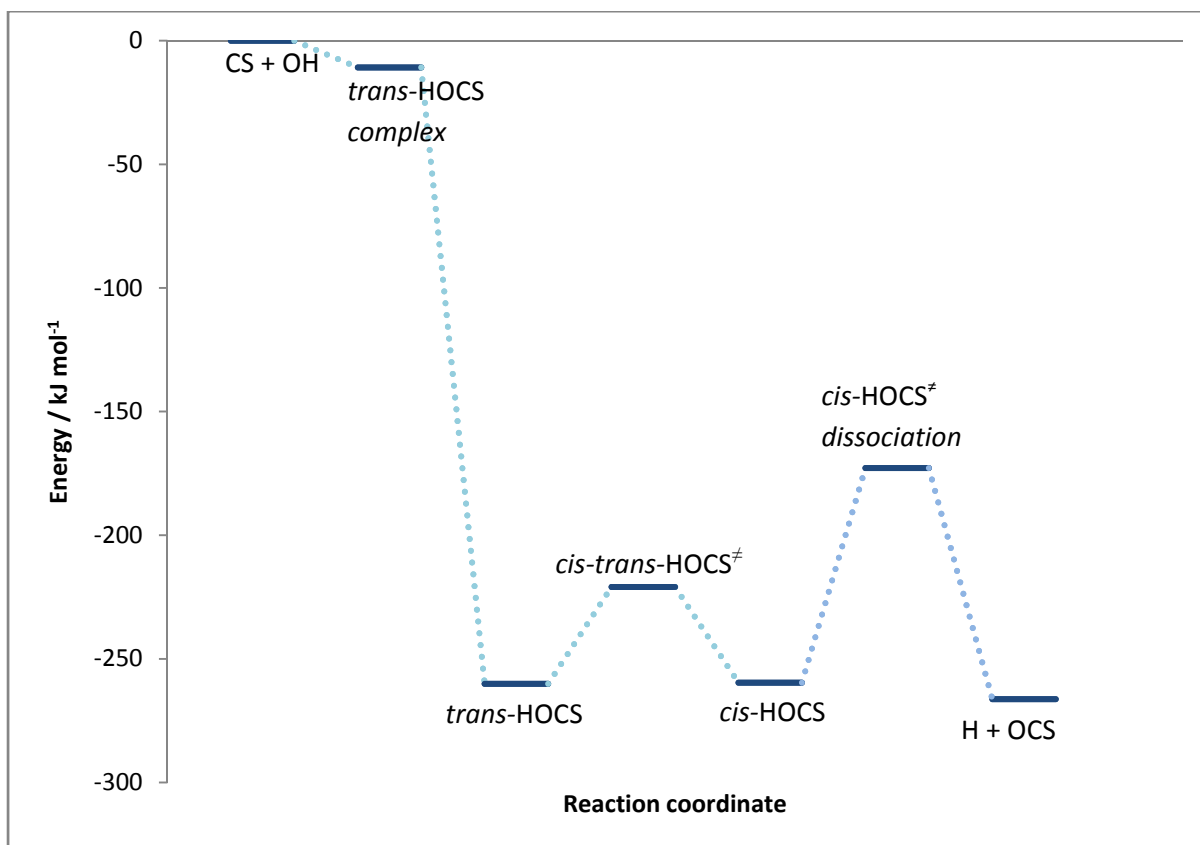 0
CS + OH
trans-HOCS
complex
-50
-100
-150
cis-HOCS≠
dissociation
-200
cis-trans-HOCS≠
-250
trans-HOCS
cis-HOCS
H + OCS
-300
Energy / kJ mol-1
Reaction coordinate